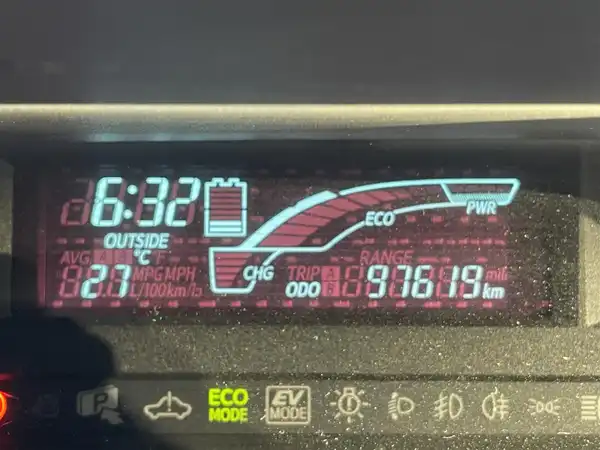 6:32
OUTSIDE
ECO
PWR
AVG. A B °C F
RANGE
27 MPG MPH
CHG
TRIP A
ODO B
97619 mile
L/100km/L
km
P
ECO
MODE
EV
MODE